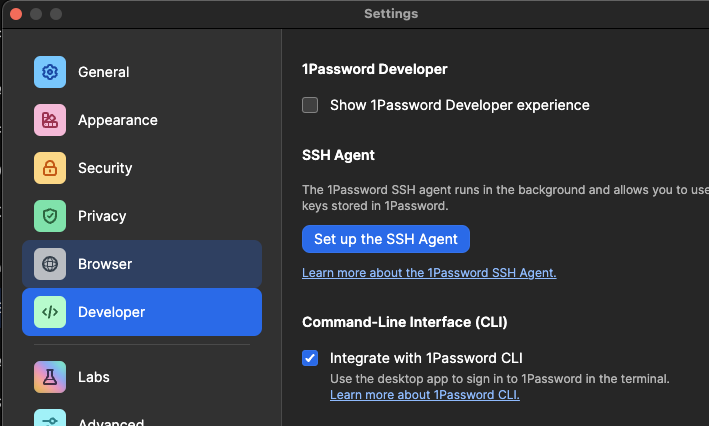 Settings
General
Appearance
Security
Privacy
Browser
Developer
Labs
Advanced
1Password Developer
Show 1Password Developer experience
SSH Agent
The 1Password SSH agent runs in the background and allows you to use
keys stored in 1Password.
Set up the SSH Agent
Learn more about the 1Password SSH Agent.
Command-Line Interface (CLI)
Integrate with 1Password CLI
Use the desktop app to sign in to 1Password in the terminal.
Learn more about 1Password CLI.